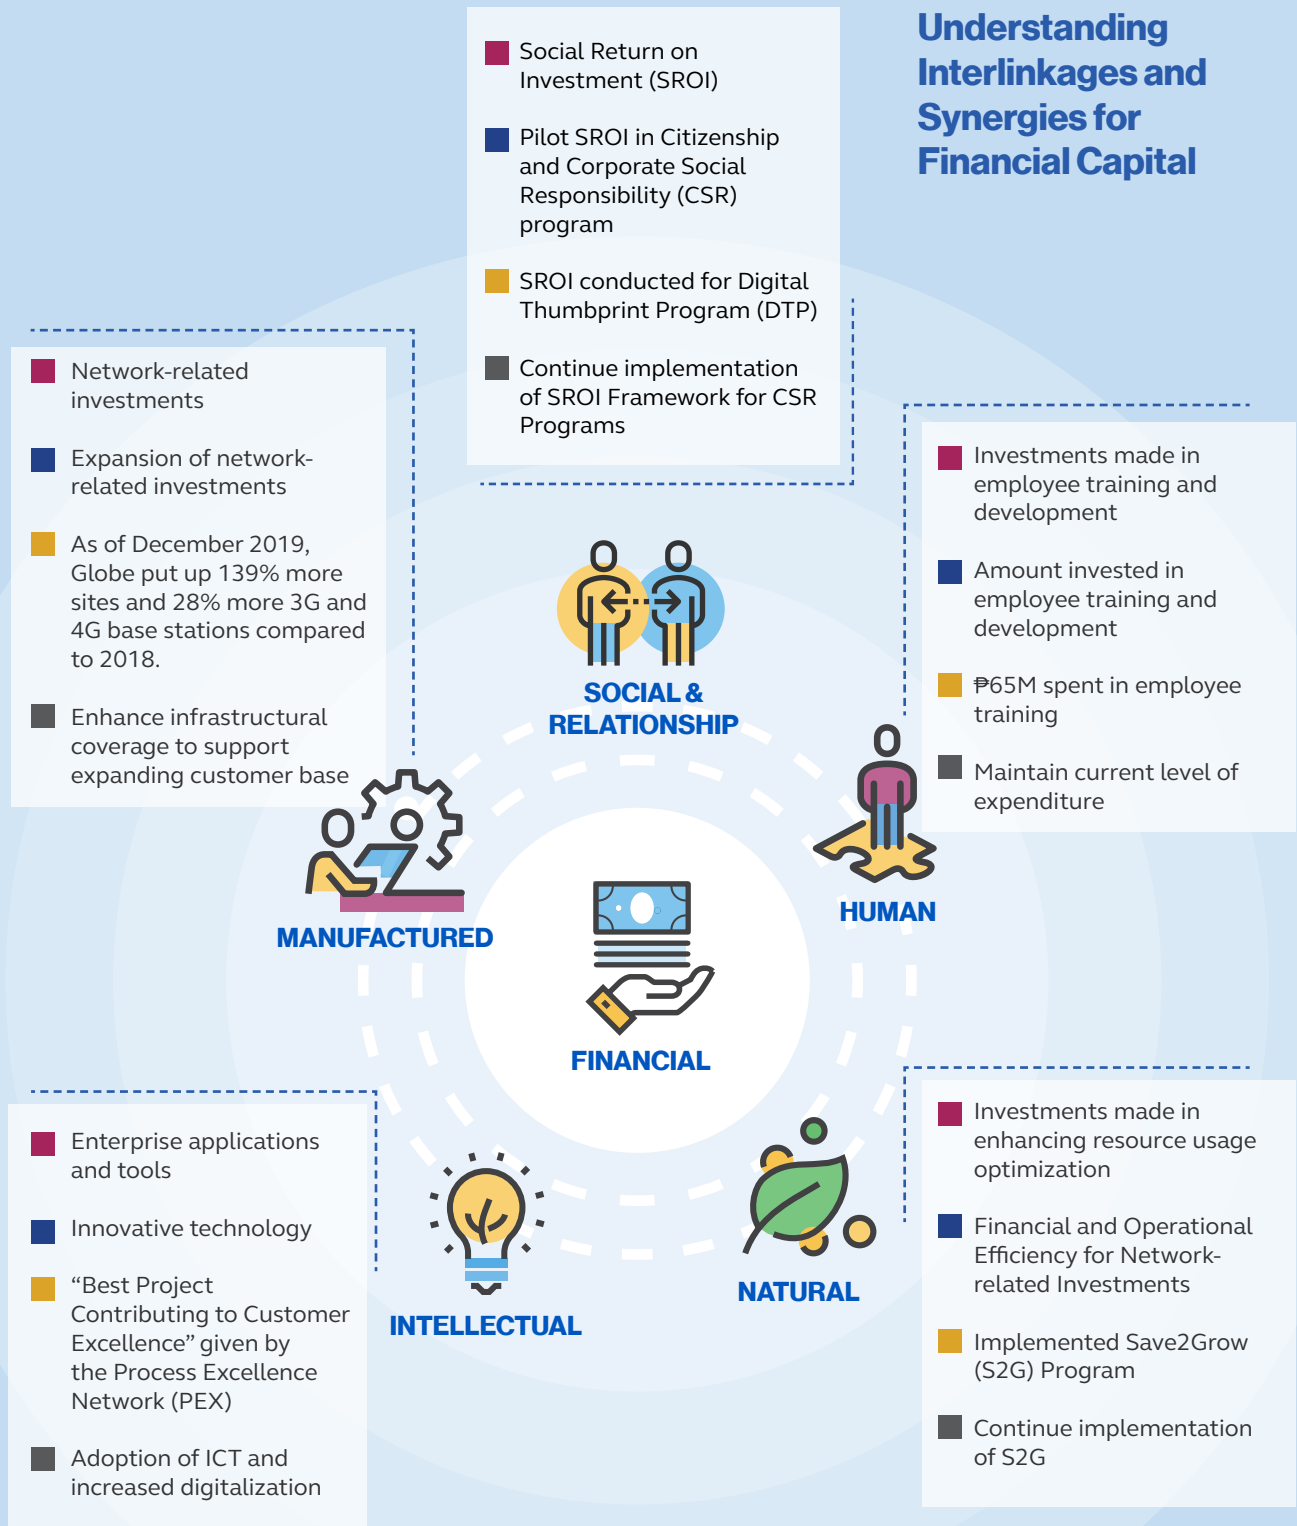 Understanding
Interlinkages and
Synergies for
Financial Capital
Social Return on
Investment (SROI)
Pilot SROI in Citizenship
and Corporate Social
Responsibility (CSR)
program
SROI conducted for Digital
Thumbprint Program (DTP)
Continue implementation
of SROI Framework for CSR
Programs
Network-related
investments
Expansion of network-
related investments
As of December 2019,
Globe put up 139% more
sites and 28% more 3G and
4G base stations compared
to 2018.
Enhance infrastructural
coverage to support
expanding customer base
Investments made in
employee training and
development
Amount invested in
employee training and
development
₱65M spent in employee
training
Maintain current level of
expenditure
SOCIAL &
RELATIONSHIP
MANUFACTURED
HUMAN
FINANCIAL
Enterprise applications
and tools
Innovative technology
“Best Project
Contributing to Customer
Excellence” given by
the Process Excellence
Network (PEX)
Adoption of ICT and
increased digitalization
INTELLECTUAL
NATURAL
Investments made in
enhancing resource usage
optimization
Financial and Operational
Efficiency for Network-
related Investments
Implemented Save2Grow
(S2G) Program
Continue implementation
of S2G